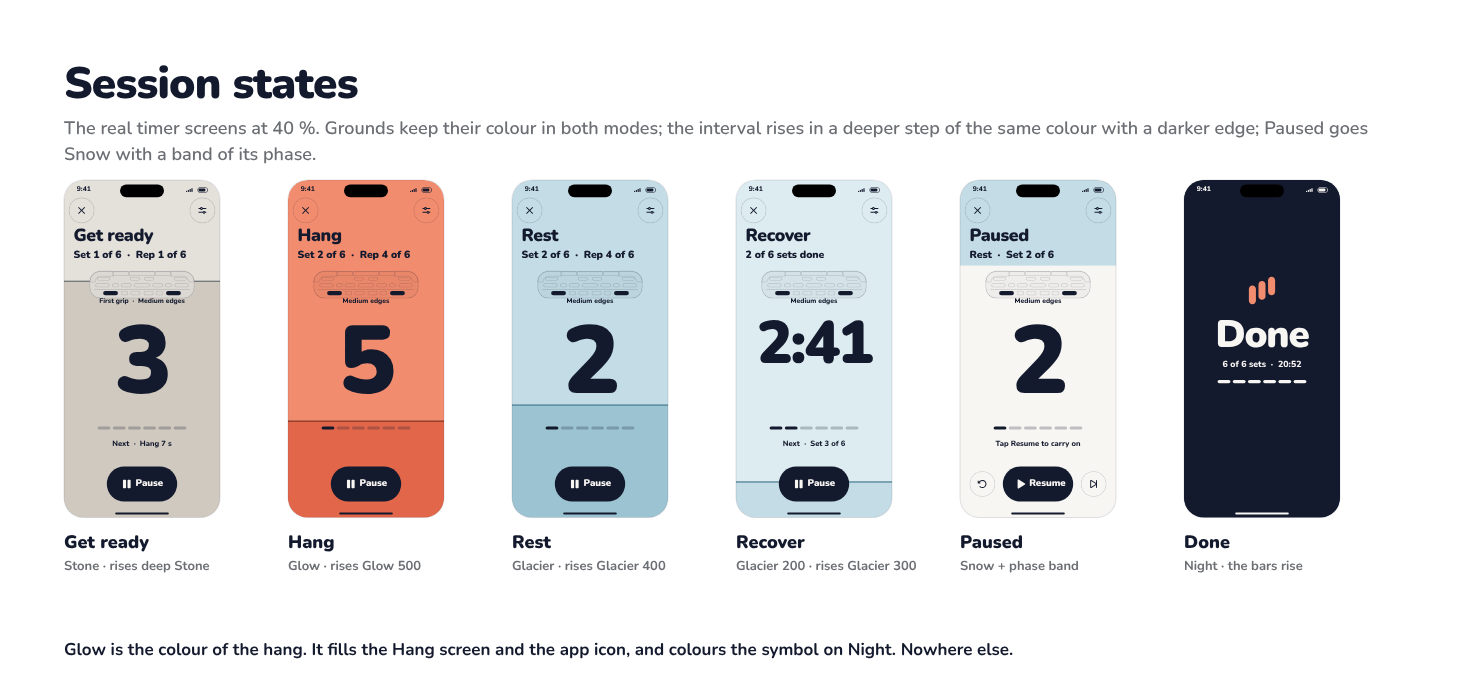 Session states
The real timer screens at 40 %. Grounds keep their colour in both modes; the interval rises in a deeper step of the same colour with a darker edge; Paused goes
Snow with a band of its phase.
9:41
Get ready
Set 1 of 6 · Rep 1 of 6
First grip · Medium edges
3
Next · Hang 7 s
Pause
Get ready
Stone · rises deep Stone
9:41
Hang
Set 2 of 6 · Rep 4 of 6
Medium edges
5
Pause
Hang
Glow · rises Glow 500
9:41
Rest
Set 2 of 6 · Rep 4 of 6
Medium edges
2
Pause
Rest
Glacier · rises Glacier 400
9:41
Recover
2 of 6 sets done
Medium edges
2:41
Next · Set 3 of 6
Pause
Recover
Glacier 200 · rises Glacier 300
9:41
Paused
Rest · Set 2 of 6
Medium edges
2
Tap Resume to carry on
Resume
Paused
Snow + phase band
9:41
Done
6 of 6 sets · 20:52
Done
Night · the bars rise
Glow is the colour of the hang. It fills the Hang screen and the app icon, and colours the symbol on Night. Nowhere else.